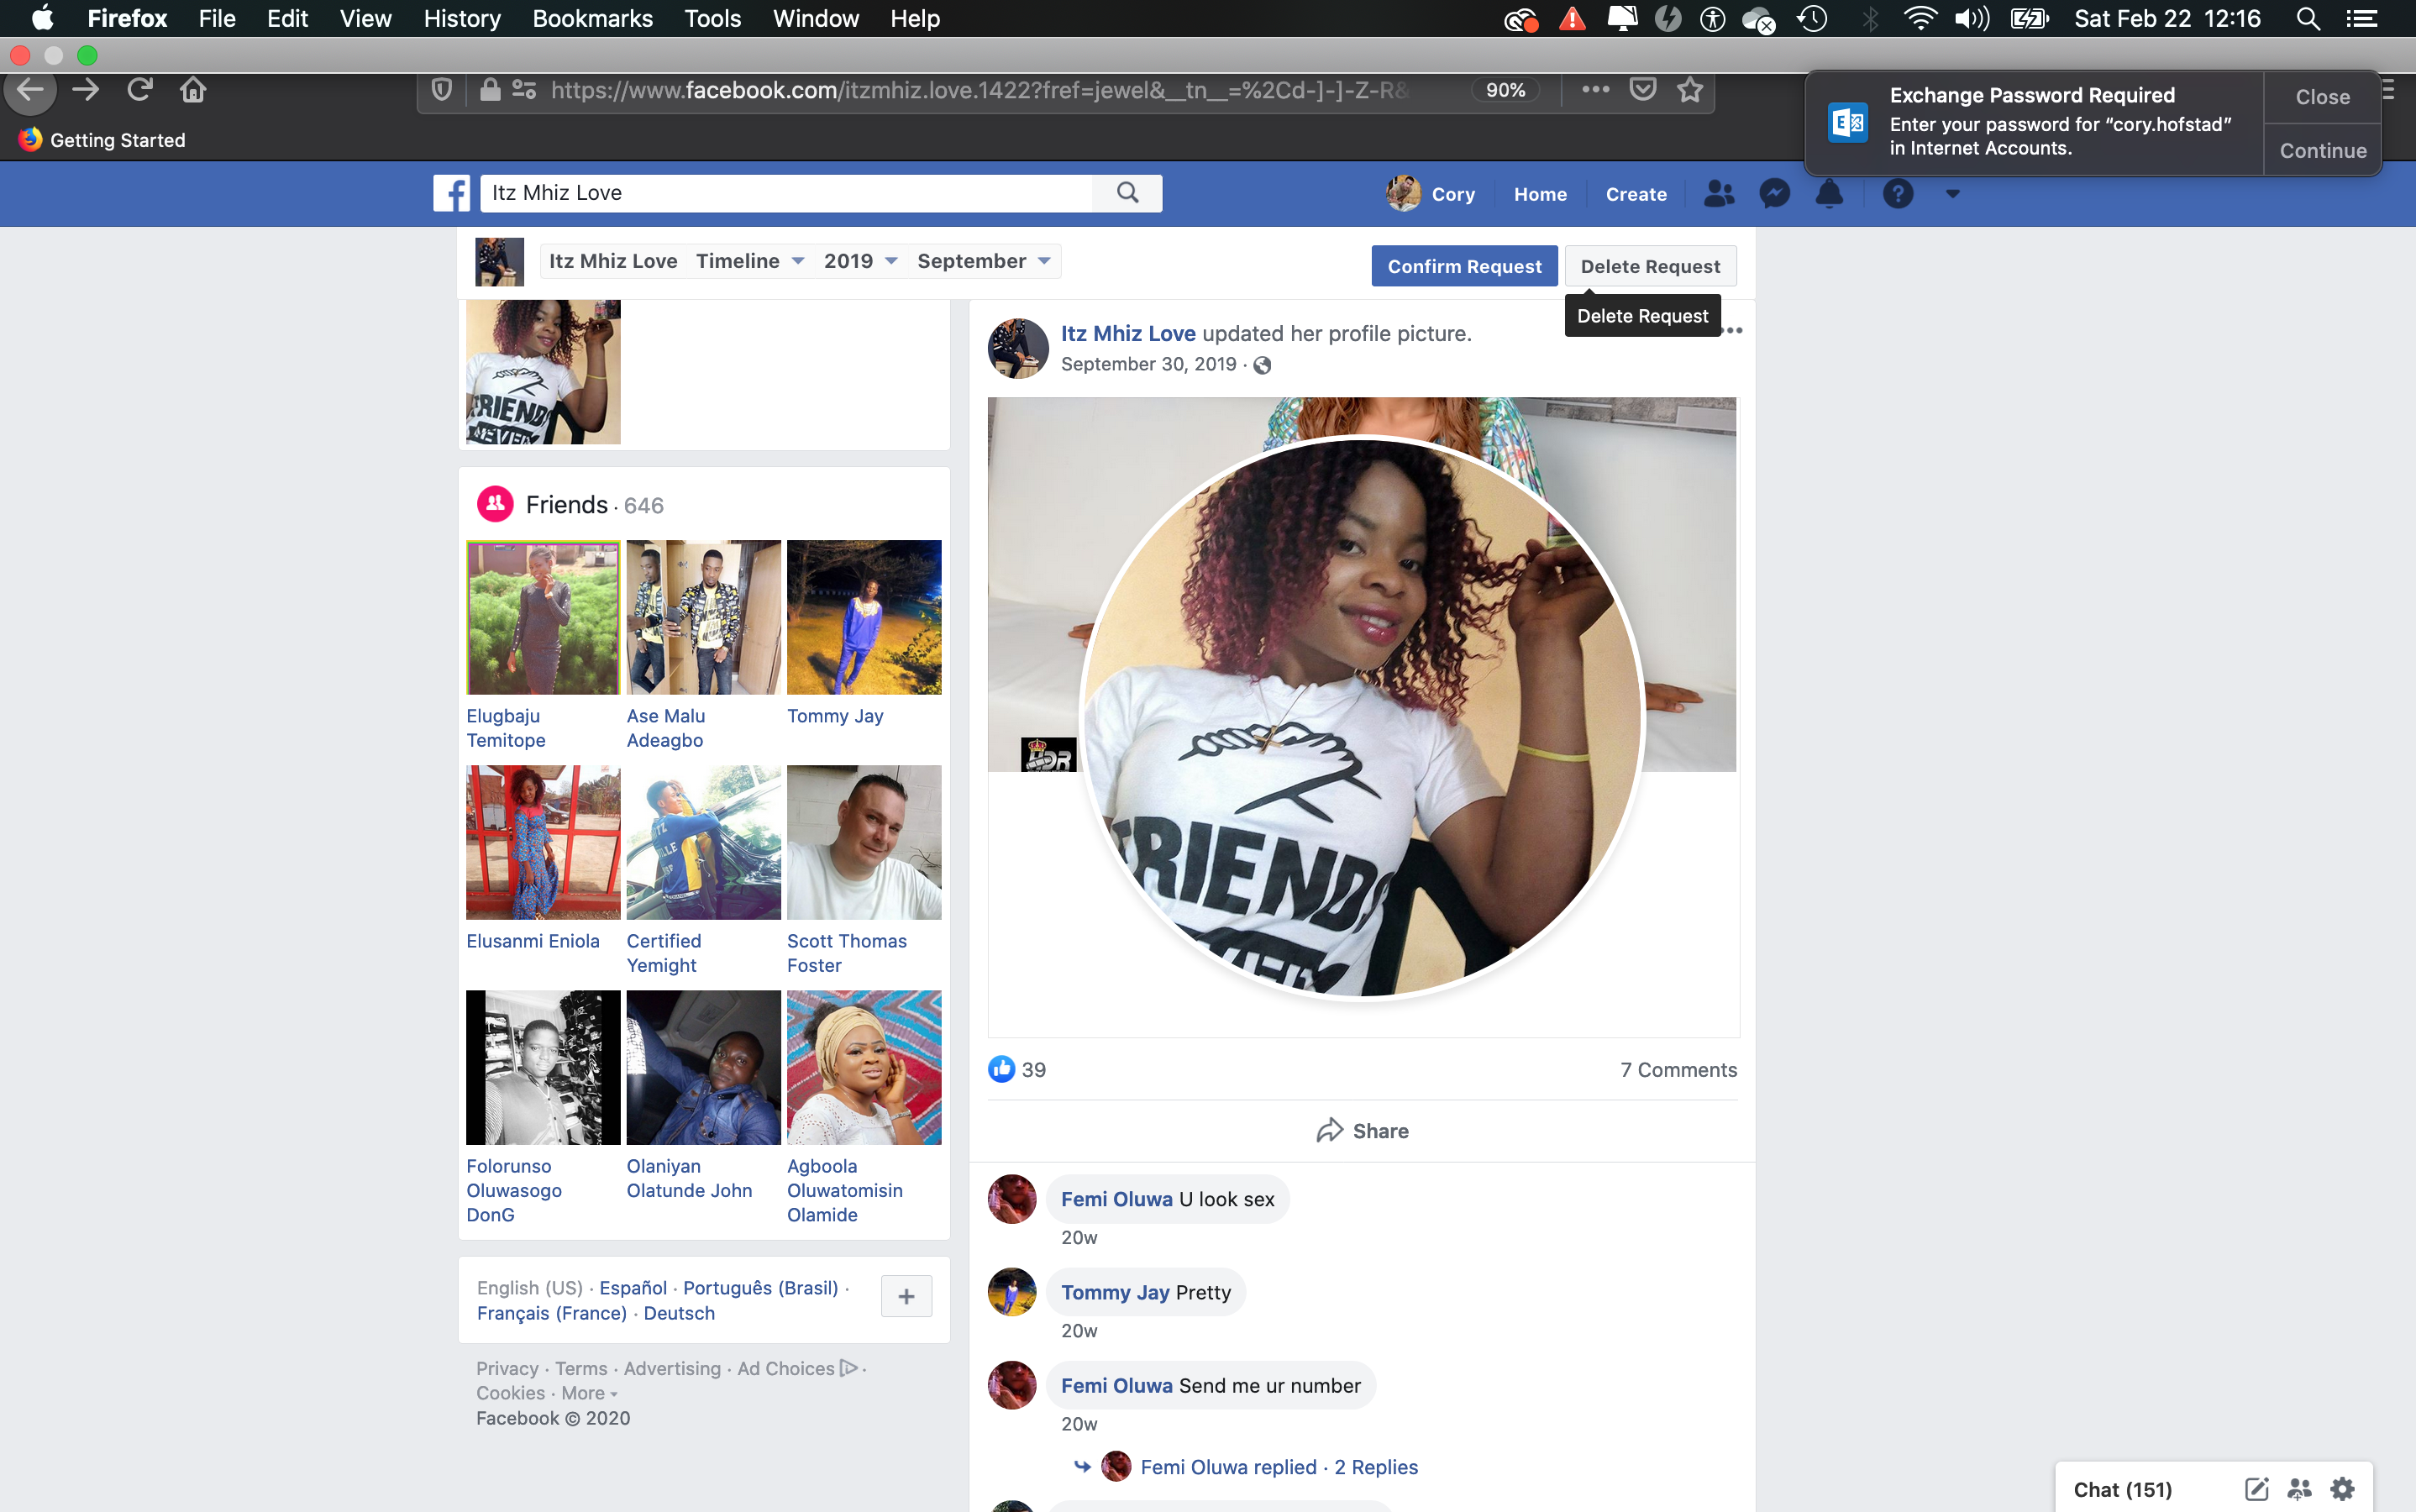 Firefox File Edit View History Bookmarks Tools Window Help
Sat Feb 22 12:16
https://www.facebook.com/itzmhiz.love.1422?fref=jewel&__tn__=%2Cd-]-]-Z-R&
90%
Exchange Password Required
Enter your password for “cory.hofstad”
in Internet Accounts.
Close
Continue
Getting Started
Itz Mhiz Love
Cory Home Create
Itz Mhiz Love Timeline 2019 September
Confirm Request Delete Request
Delete Request
Itz Mhiz Love updated her profile picture.
September 30, 2019 ·
FRIENDS
Friends · 646
Elugbaju
Temitope
Ase Malu
Adeagbo
Tommy Jay
Elusanmi Eniola
Certified
Yemight
Scott Thomas
Foster
Folorunso
Oluwasogo
DonG
Olaniyan
Olatunde John
Agboola
Oluwatomisin
Olamide
English (US) · Español · Português (Brasil) ·
Français (France) · Deutsch
Privacy · Terms · Advertising · Ad Choices ·
Cookies · More
Facebook © 2020
HDR
RIEND
39
7 Comments
Share
Femi Oluwa U look sex
20w
Tommy Jay Pretty
20w
Femi Oluwa Send me ur number
20w
Femi Oluwa replied · 2 Replies
Chat (151)